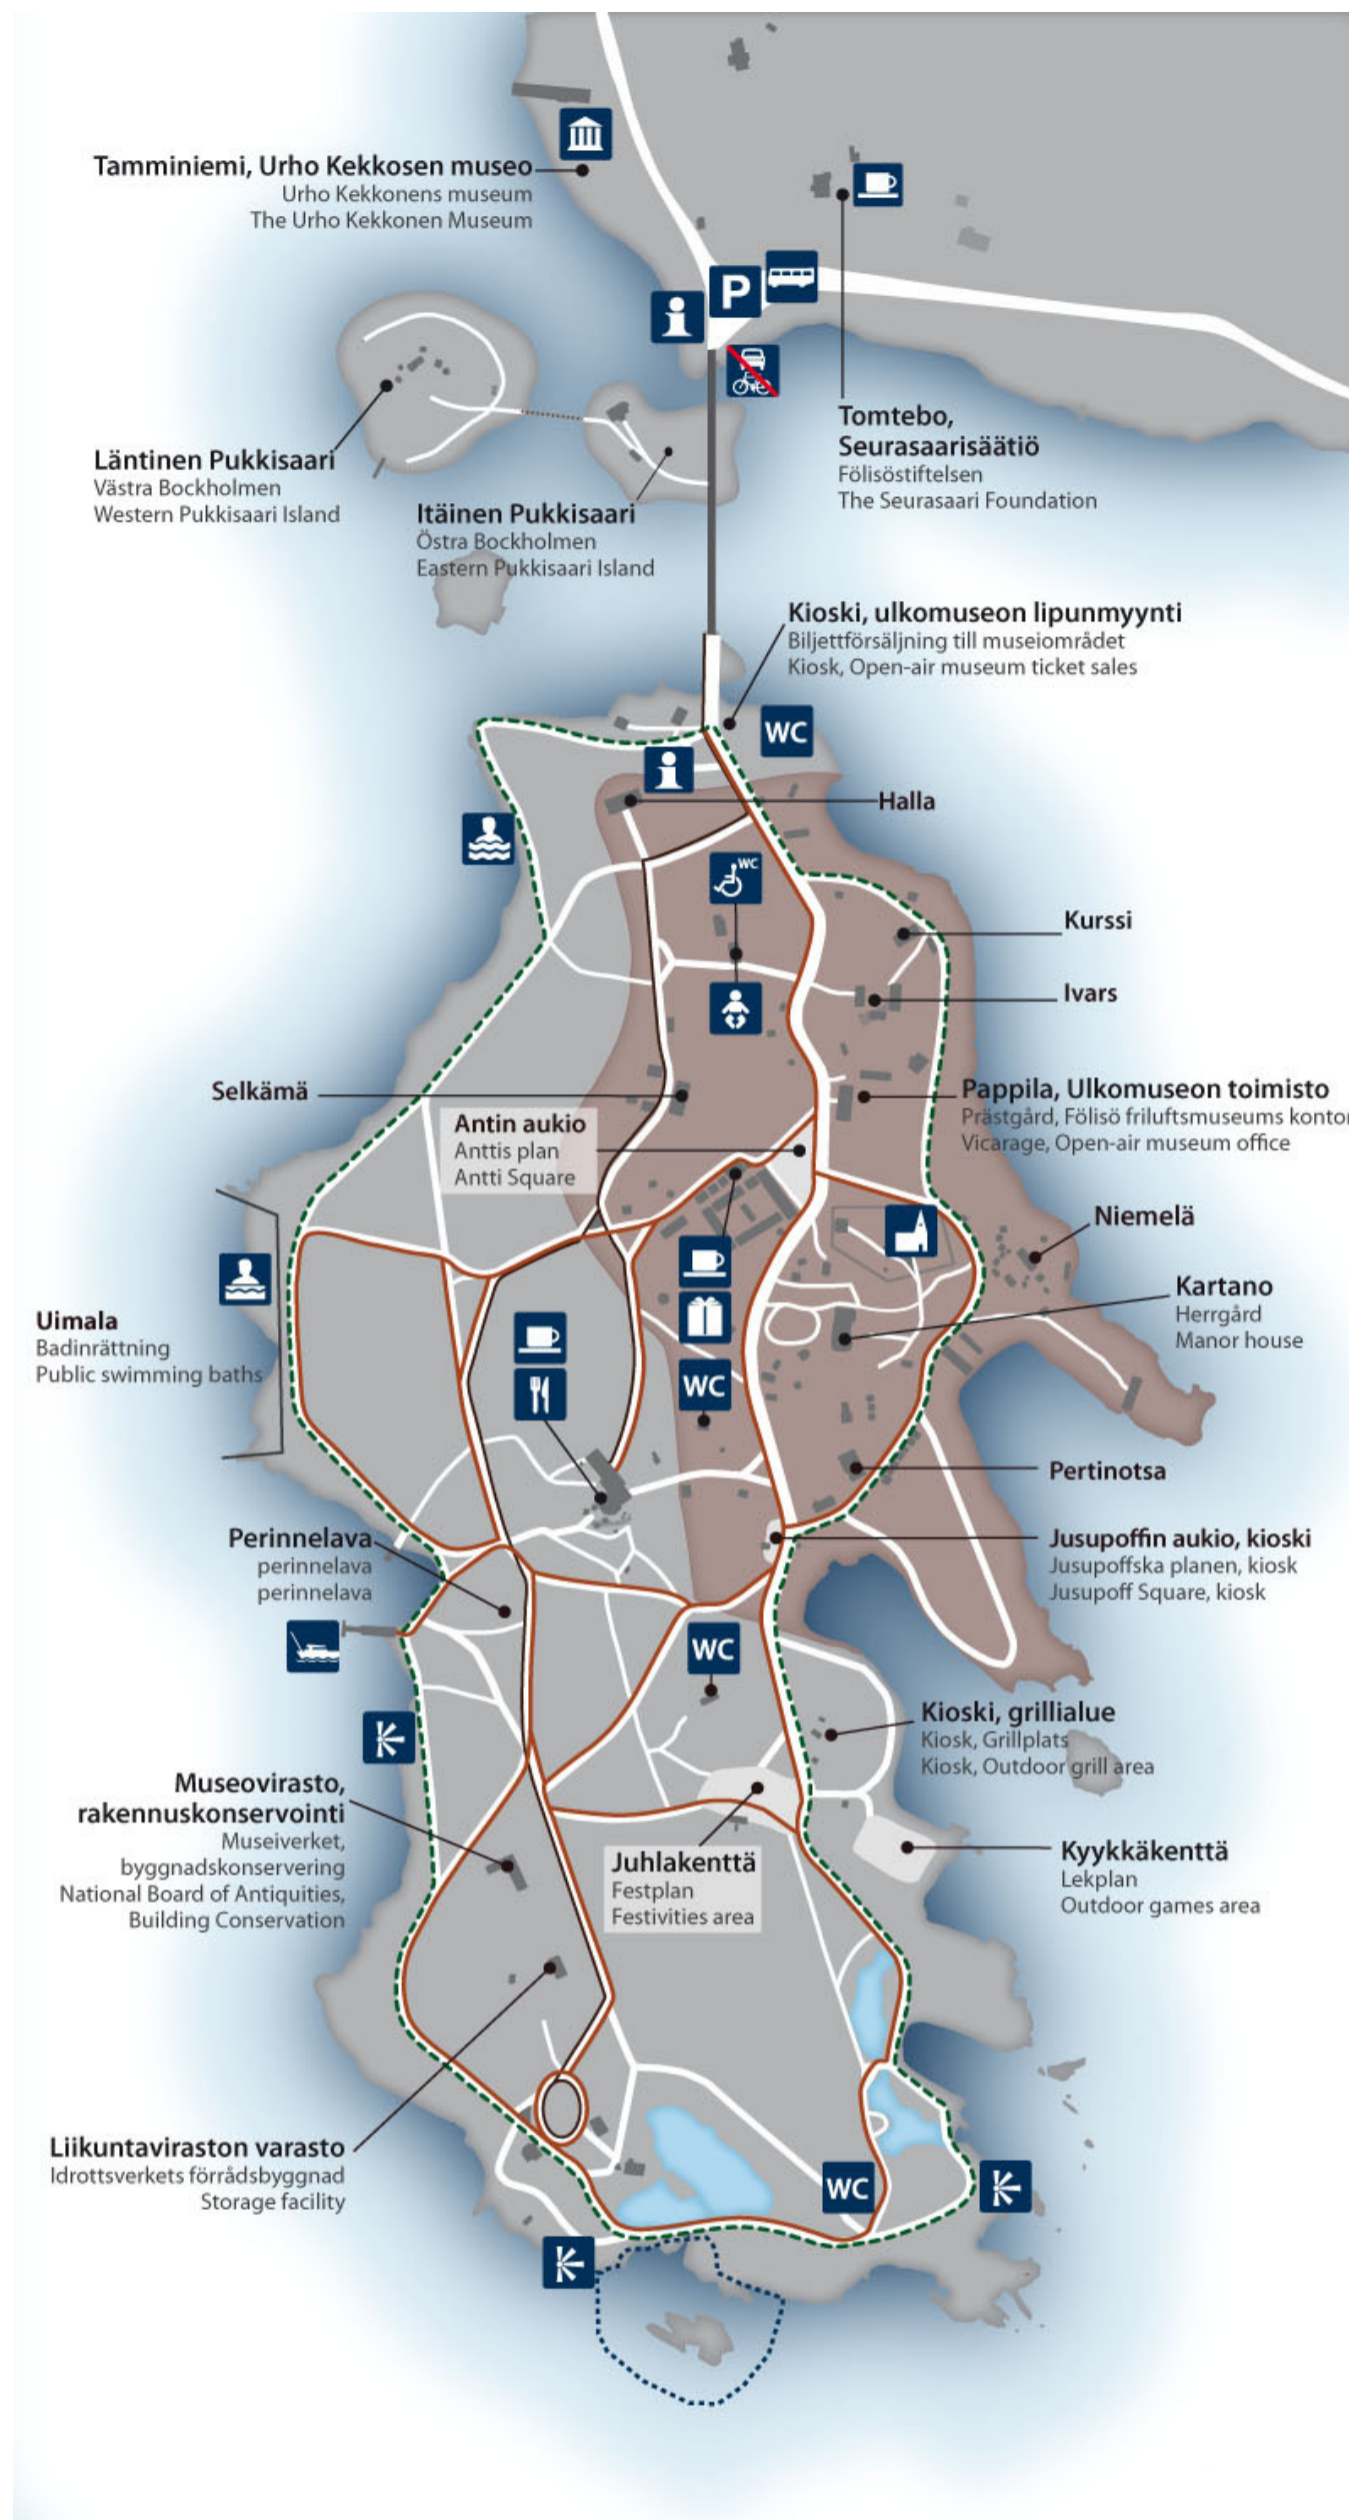 Tamminiemi, Urho Kekkosen museo
Urho Kekkonens museum
The Urho Kekkonen Museum
P
Läntinen Pukkisaari
Västra Bockholmen
Western Pukkisaari Island
Itäinen Pukkisaari
Östra Bockholmen
Eastern Pukkisaari Island
Tomtebo,
Seurasaarisäätiö
Fölisöstiftelsen
The Seurasaari Foundation
Kioski, ulkomuseon lipunmyynti
Biljettförsäljning till museiområdet
Kiosk, Open-air museum ticket sales
WC
Halla
WC
Kurssi
Ivars
Selkämä
Antin aukio
Anttis plan
Antti Square
Pappila, Ulkomuseon toimisto
Prästgård, Fölisö friluftsmuseums kontor
Vicarage, Open-air museum office
Niemelä
Kartano
Herrgård
Manor house
Uimala
Badinrättning
Public swimming baths
WC
Pertinotsa
Perinnelava
perinnelava
perinnelava
Jusupoffin aukio, kioski
Jusupoffska planen, kiosk
Jusupoff Square, kiosk
WC
Kioski, grillialue
Kiosk, Grillplats
Kiosk, Outdoor grill area
Museovirasto,
rakennuskonservointi
Museiverket,
byggnadskonservering
National Board of Antiquities,
Building Conservation
Juhlakenttä
Festplan
Festivities area
Kyykkäkenttä
Lekplan
Outdoor games area
Liikuntaviraston varasto
Idrottsverkets förrådsbyggnad
Storage facility
WC